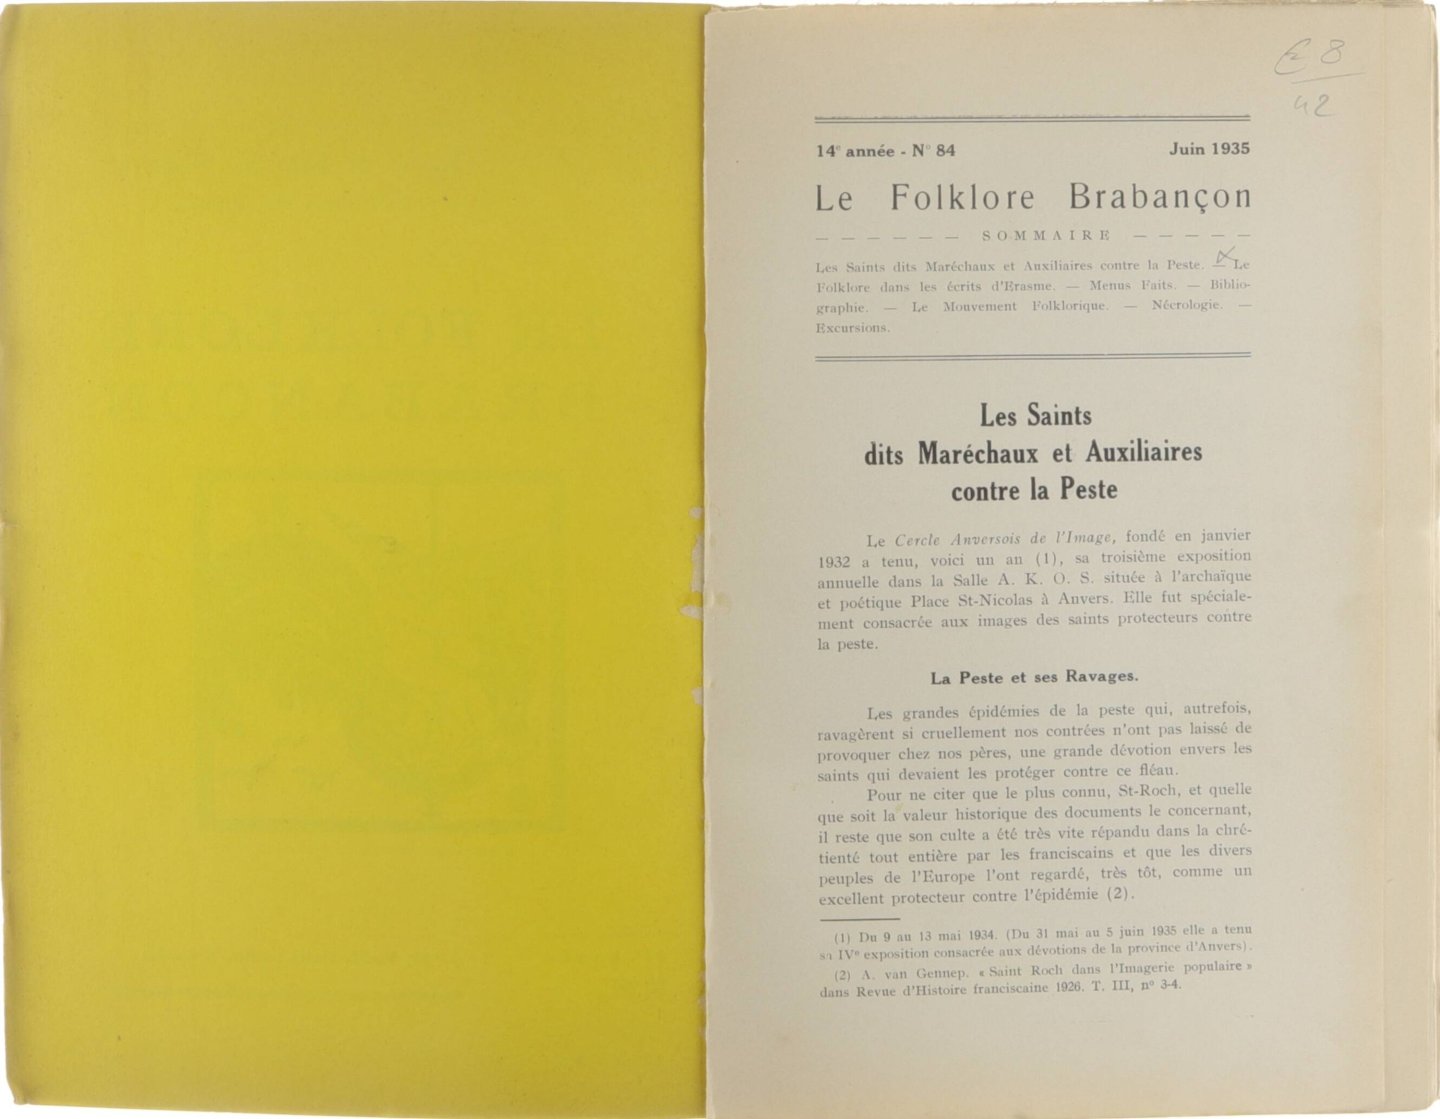 E 8
42
14e année - N° 84 Juin 1935
Le Folklore Brabançon
— — — — — — SOMMAIRE — — — — —
Les Saints dits Maréchaux et Auxiliaires contre la Peste. — Le
Folklore dans les écrits d'Erasme. — Menus Faits. — Biblio-
graphie. — Le Mouvement Folklorique. — Nécrologie. —
Excursions.
Les Saints
dits Maréchaux et Auxiliaires
contre la Peste
Le Cercle Anversois de l'Image, fondé en janvier
1932 a tenu, voici un an (1), sa troisième exposition
annuelle dans la Salle A. K. O. S. située à l'archaïque
et poétique Place St-Nicolas à Anvers. Elle fut spéciale-
ment consacrée aux images des saints protecteurs contre
la peste.
La Peste et ses Ravages.
Les grandes épidémies de la peste qui, autrefois,
ravagèrent si cruellement nos contrées n'ont pas laissé de
provoquer chez nos pères, une grande dévotion envers les
saints qui devaient les protéger contre ce fléau.
Pour ne citer que le plus connu, St-Roch, et quelle
que soit la valeur historique des documents le concernant,
il reste que son culte a été très vite répandu dans la chré-
tienté tout entière par les franciscains et que les divers
peuples de l'Europe l'ont regardé, très tôt, comme un
excellent protecteur contre l'épidémie (2).
(1) Du 9 au 13 mai 1934. (Du 31 mai au 5 juin 1935 elle a tenu
sa IVe exposition consacrée aux dévotions de la province d'Anvers).
(2) A. van Gennep. « Saint Roch dans l'Imagerie populaire »
dans Revue d'Histoire franciscaine 1926. T. III, n° 3-4.